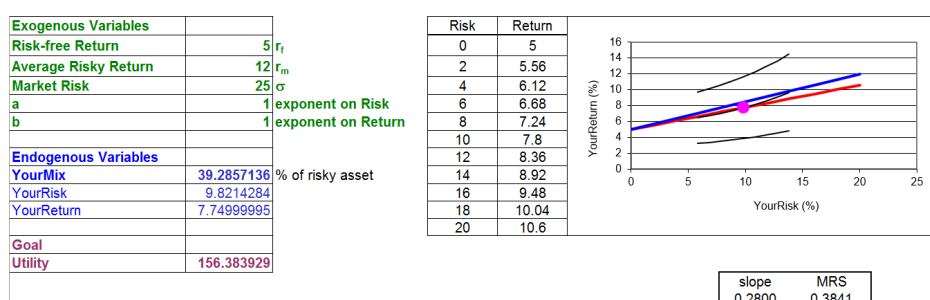 Exogenous Variables
Risk-free Return 5 rf
Average Risky Return 12 rm
Market Risk 25 σ
a 1 exponent on Risk
b 1 exponent on Return
Endogenous Variables
YourMix 39.2857136 % of risky asset
YourRisk 9.8214284
YourReturn 7.74999995
Goal
Utility 156.383929
Risk Return
0 5
2 5.56
4 6.12
6 6.68
8 7.24
10 7.8
12 8.36
14 8.92
16 9.48
18 10.04
20 10.6
YourReturn (%)
16
14
12
10
8
6
4
2
0
0 5 10 15 20 25
YourRisk (%)
slope MRS
0.2800 0.3841